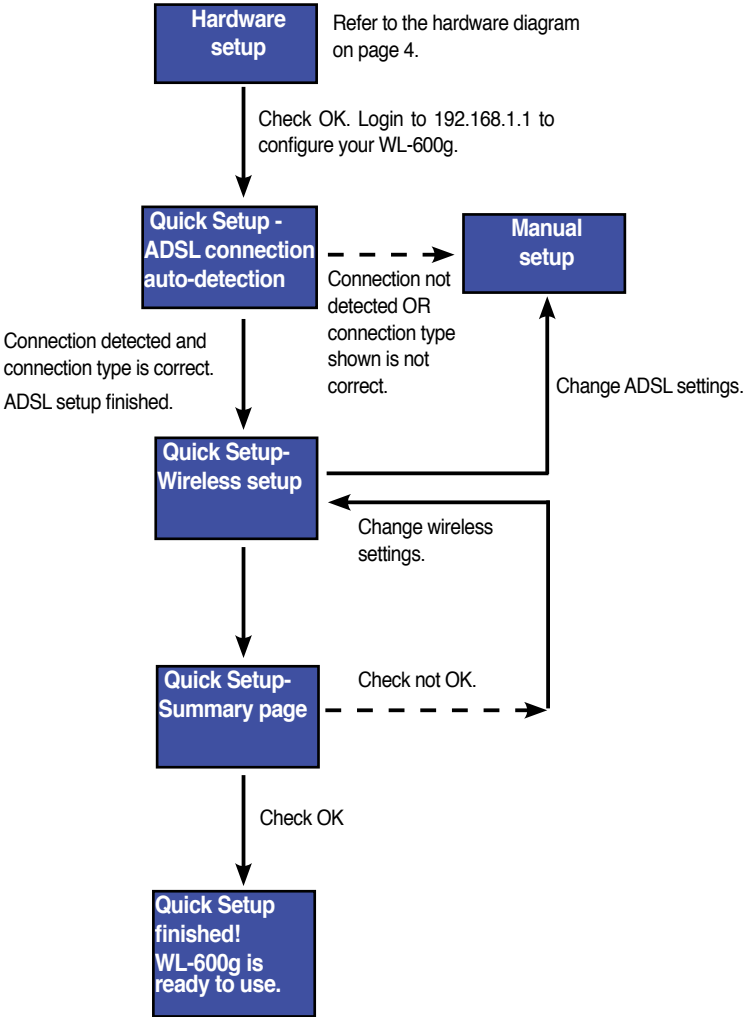 Hardware
setup
Refer to the hardware diagram
on page 4.
Check OK. Login to 192.168.1.1 to
configure your WL-600g.
Quick Setup -
ADSL connection
auto-detection
Manual
setup
Connection not
detected OR
connection type
shown is not
correct.
Connection detected and
connection type is correct.
ADSL setup finished.
Change ADSL settings.
Quick Setup-
Wireless setup
Change wireless
settings.
Quick Setup-
Summary page
Check not OK.
Check OK
Quick Setup
finished!
WL-600g is
ready to use.